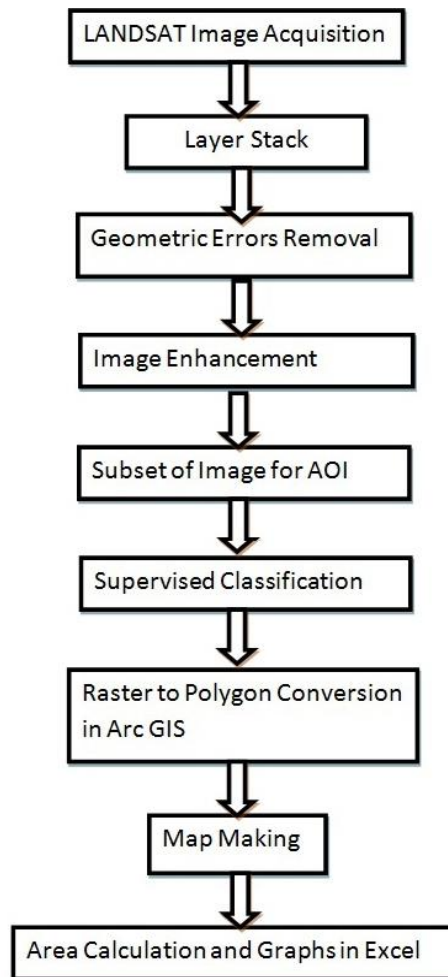 LANDSAT Image Acquisition
Layer Stack
Geometric Errors Removal
Image Enhancement
Subset of Image for AOI
Supervised Classification
Raster to Polygon Conversion
in Arc GIS
Map Making
Area Calculation and Graphs in Excel